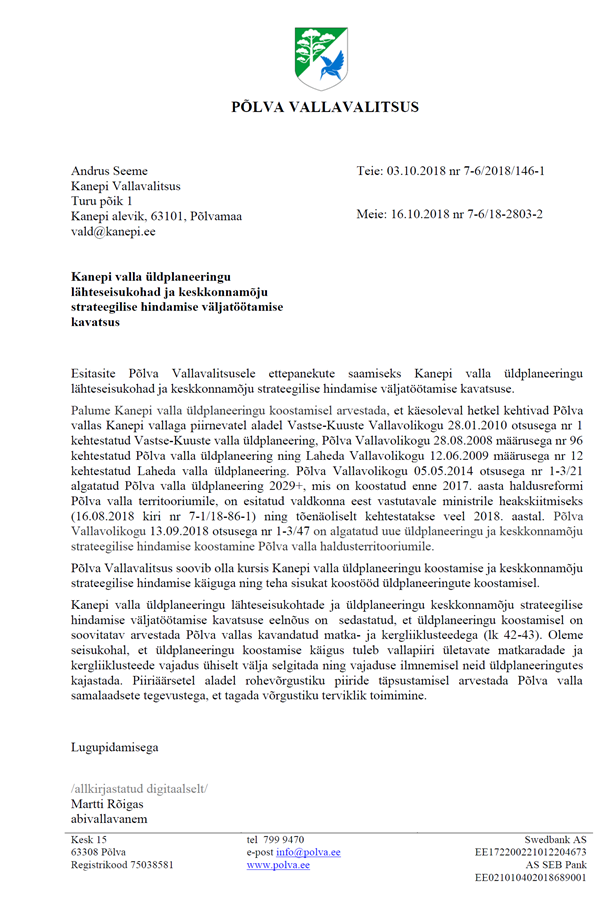 PÕLVA VALLAVALITSUS
Andrus Seeme
Kanepi Vallavalitsus
Turu põik 1
Kanepi alevik, 63101, Põlvamaa
vald@kanepi.ee
Teie: 03.10.2018 nr 7-6/2018/146-1
Meie: 16.10.2018 nr 7-6/18-2803-2
Kanepi valla üldplaneeringu
lähteseisukohad ja keskkonnamõju
strateegilise hindamise väljatöötamise
kavatsus
Esitasite Põlva Vallavalitsusele ettepanekute saamiseks Kanepi valla üldplaneeringu
lähteseisukohad ja keskkonnamõju strateegilise hindamise väljatöötamise kavatsuse.
Palume Kanepi valla üldplaneeringu koostamisel arvestada, et käesoleval hetkel kehtivad Põlva
vallas Kanepi vallaga piirnevatel aladel Vastse-Kuuste Vallavolikogu 28.01.2010 otsusega nr 1
kehtestatud Vastse-Kuuste valla üldplaneering, Põlva Vallavolikogu 28.08.2008 määrusega nr 96
kehtestatud Põlva valla üldplaneering ning Laheda Vallavolikogu 12.06.2009 määrusega nr 12
kehtestatud Laheda valla üldplaneering. Põlva Vallavolikogu 05.05.2014 otsusega nr 1-3/21
algatatud Põlva valla üldplaneering 2029+, mis on koostatud enne 2017. aasta haldusreformi
Põlva valla territooriumile, on esitatud valdkonna eest vastutavale ministrile heakskiitmiseks
(16.08.2018 kiri nr 7-1/18-86-1) ning tõenäoliselt kehtestatakse veel 2018. aastal. Põlva
Vallavolikogu 13.09.2018 otsusega nr 1-3/47 on algatatud uue üldplaneeringu ja keskkonnamõju
strateegilise hindamise koostamine Põlva valla haldusterritooriumile.
Põlva Vallavalitsus soovib olla kursis Kanepi valla üldplaneeringu koostamise ja keskkonnamõju
strateegilise hindamise käiguga ning teha sisukat koostööd üldplaneeringute koostamisel.
Kanepi valla üldplaneeringu lähteseisukohtade ja üldplaneeringu keskkonnamõju strateegilise
hindamise väljatöötamise kavatsuse eelnõus on sedastatud, et üldplaneeringu koostamisel on
soovitatav arvestada Põlva vallas kavandatud matka- ja kergliiklusteedega (lk 42-43). Oleme
seisukohal, et üldplaneeringu koostamise käigus tuleb vallapiiri ületavate matkaradade ja
kergliiklusteede vajadus ühiselt välja selgitada ning vajaduse ilmnemisel neid üldplaneeringutes
kajastada. Piiriäärsetel aladel rohevõrgustiku piiride täpsustamisel arvestada Põlva valla
samalaadsete tegevustega, et tagada võrgustiku terviklik toimimine.
Lugupidamisega
/allkirjastatud digitaalselt/
Martti Rõigas
abivallavanem
Kesk 15
63308 Põlva
Registrikood 75038581
tel 799 9470
e-post info@polva.ee
www.polva.ee
Swedbank AS
EE172200221012204673
AS SEB Pank
EE021010402018689001